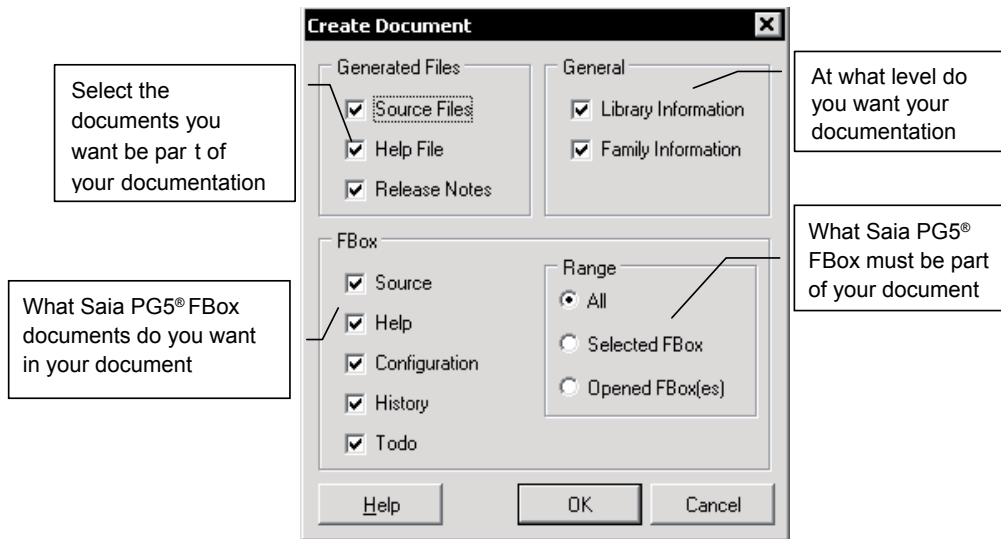 Create Document
Select the
documents you
want be par t of
your documentation
Generated Files
Source Files
Help File
Release Notes
General
Library Information
Family Information
At what level do
you want your
documentation
What Saia PG5® FBox
documents do you want
in your document
FBox
Source
Help
Configuration
History
Todo
Range
All
Selected FBox
Opened FBox(es)
What Saia PG5®
FBox must be part
of your document
Help
OK
Cancel